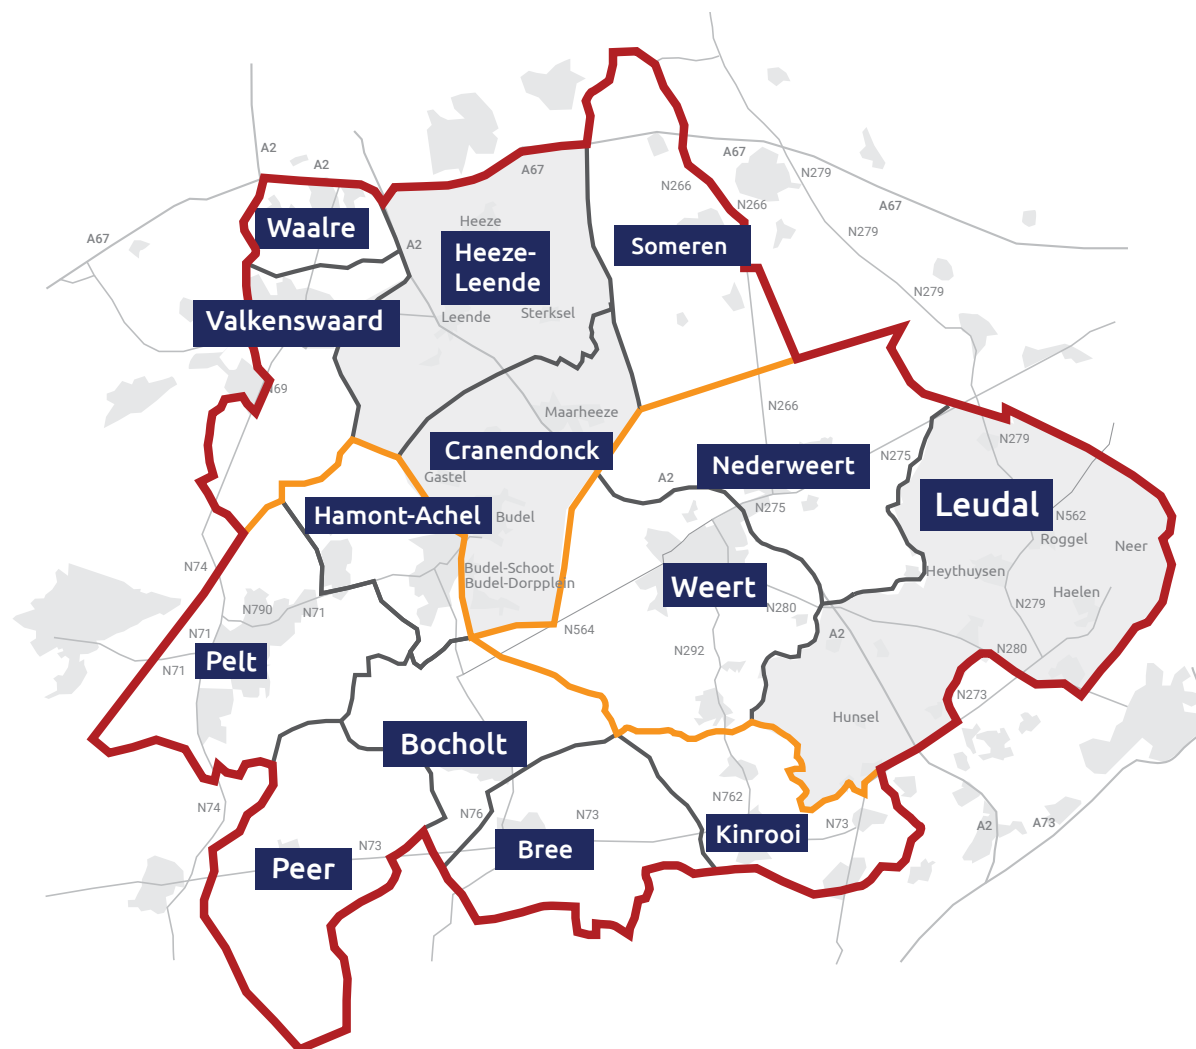 A2
A2
A67
A67
N266
N279
N266
A67
Waalre
Heeze
A67
A2
N279
Someren
Heeze-
Leende
N279
Valkenswaard
Leende
Sterksel
N69
Maarheeze
N266
N279
Cranendonck
N275
Nederweert
Gastel
A2
Leudal
N275
Hamont-Achel
Budel
N562
Roggel
Neer
N74
Budel-Schoot
Budel-Dorpplein
Heythuysen
Weert
Haelen
N790
N71
N280
N279
N71
N564
A2
N71
Pelt
N292
N280
N273
Hunsel
Bocholt
N74
N76
N73
N762
N73
A2
A73
Kinrooi
N73
Bree
Peer